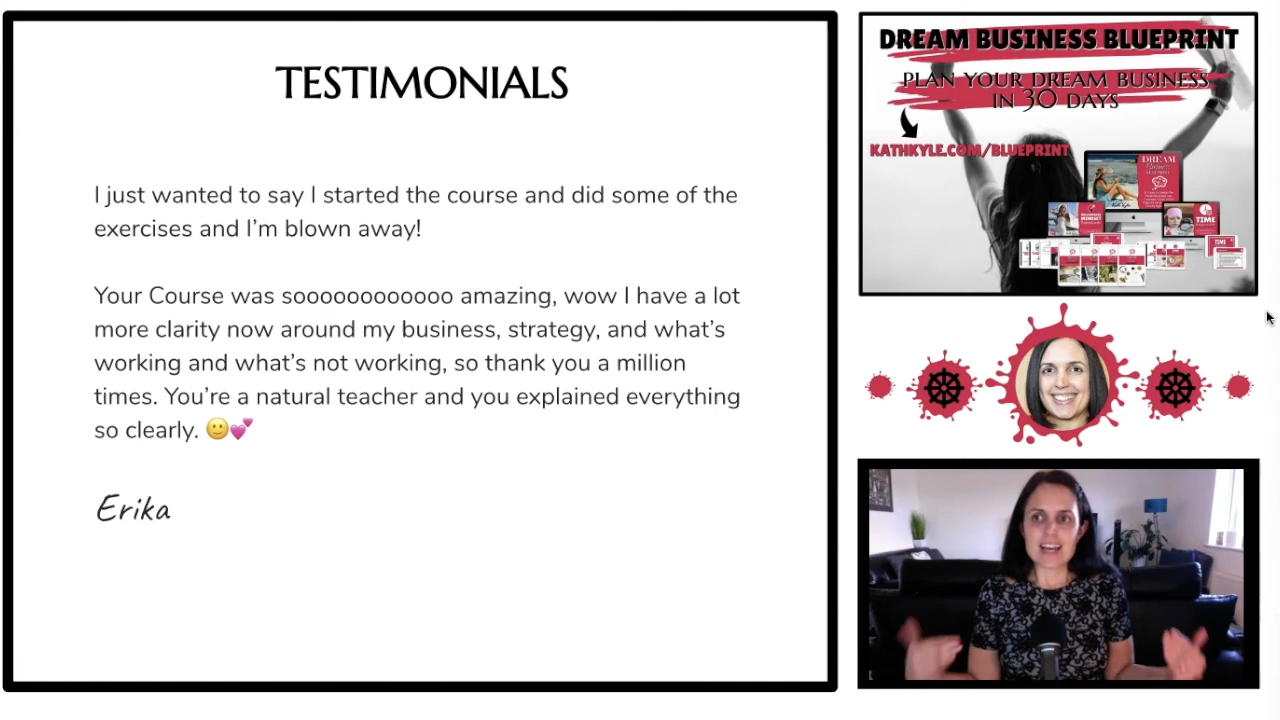 TESTIMONIALS
I just wanted to say I started the course and did some of the
exercises and I'm blown away!
Your Course was soooooooooooo amazing, wow I have a lot
more clarity now around my business, strategy, and what's
working and what's not working, so thank you a million
times. You're a natural teacher and you explained everything
so clearly. 🙂💕
Erika
DREAM BUSINESS BLUEPRINT
PLAN YOUR DREAM BUSINESS
IN 30 DAYS
KATHKYLE.COM/BLUEPRINT
DREAM
TIME
TIME